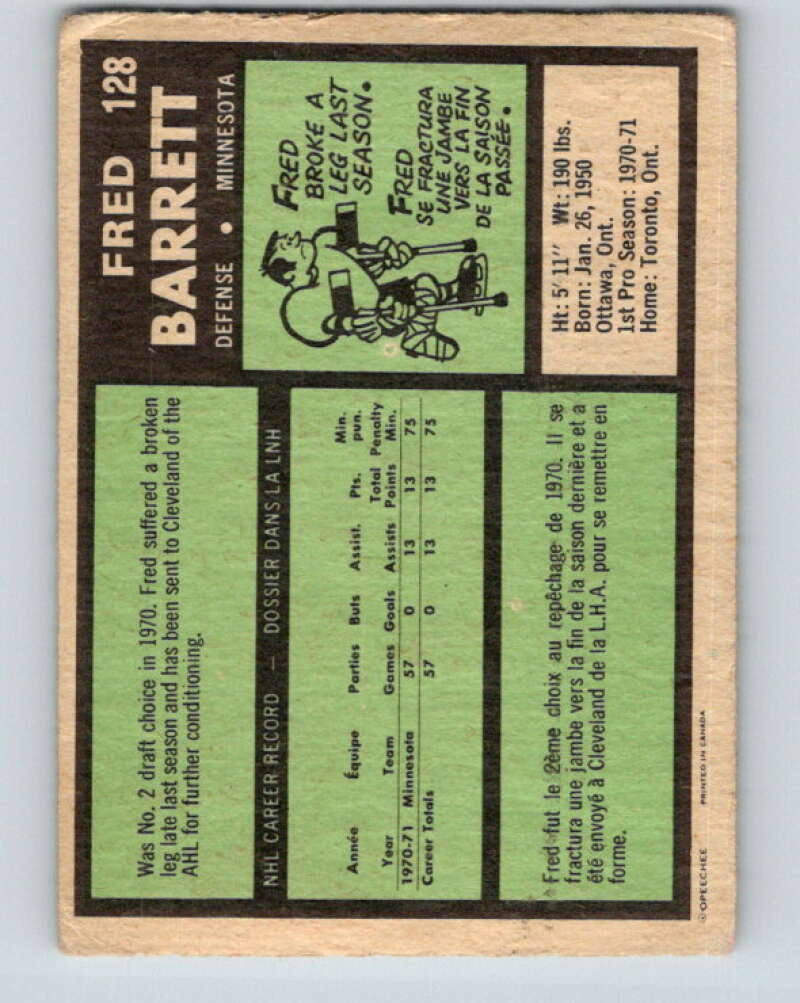 FRED 128
BARRETT
DEFENSE • MINNESOTA
Was No. 2 draft choice in 1970. Fred suffered a broken
leg late last season and has been sent to Cleveland of the
AHL for further conditioning.
FRED
BROKE A
LEG LAST
SEASON.
FRED
SE FRACTURA
UNE JAMBE
VERS LA FIN
DE LA SAISON
PASSÉE.
NHL CAREER RECORD — DOSSIER DANS LA LNH
Année Équipe Parties Buts Assist. Pts. Min. pun.
Year Team Games Goals Assists Total Points Penalty Min.
1970-71 Minnesota 57 0 13 13 75
Career Totals 57 0 13 13 75
Ht: 5' 11" Wt: 190 lbs.
Born: Jan. 26, 1950
Ottawa, Ont.
1st Pro Season: 1970-71
Home: Toronto, Ont.
Fred fut le 2ème choix au repêchage de 1970. Il se
fractura une jambe vers la fin de la saison dernière et a
été envoyé à Cleveland de la L.H.A. pour se remettre en
forme.
©OPEECHEE PRINTED IN CANADA